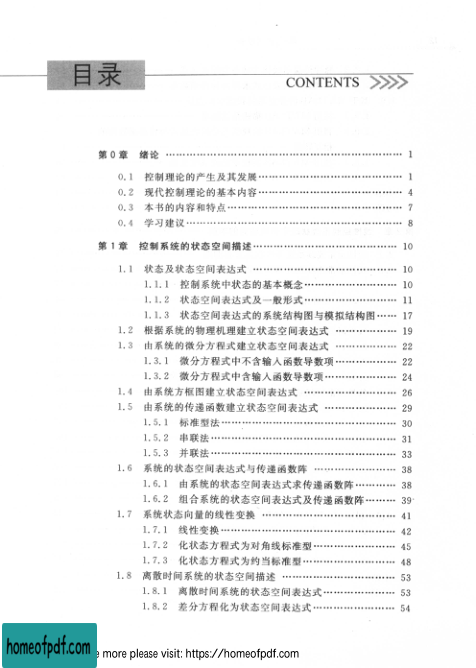 目录
CONTENTS
第0章 绪论 …… 1
0.1 控制理论的产生及其发展 …… 1
0.2 现代控制理论的基本内容 …… 4
0.3 本书的内容和特点 …… 7
0.4 学习建议 …… 8
第1章 控制系统的状态空间描述 …… 10
1.1 状态及状态空间表达式 …… 10
1.1.1 控制系统中状态的基本概念 …… 10
1.1.2 状态空间表达式及一般形式 …… 11
1.1.3 状态空间表达式的系统结构图与模拟结构图 …… 17
1.2 根据系统的物理机理建立状态空间表达式 …… 19
1.3 由系统的微分方程式建立状态空间表达式 …… 22
1.3.1 微分方程式中不含输入函数导数项 …… 22
1.3.2 微分方程式中含输入函数导数项 …… 24
1.4 由系统方框图建立状态空间表达式 …… 26
1.5 由系统的传递函数建立状态空间表达式 …… 29
1.5.1 标准型法 …… 30
1.5.2 串联法 …… 31
1.5.3 并联法 …… 33
1.6 系统的状态空间表达式与传递函数阵 …… 38
1.6.1 由系统的状态空间表达式求传递函数阵 …… 38
1.6.2 组合系统的状态空间表达式及传递函数阵 …… 39
1.7 系统状态向量的线性变换 …… 41
1.7.1 线性变换 …… 42
1.7.2 化状态方程式为对角线标准型 …… 45
1.7.3 化状态方程式为约当标准型 …… 48
1.8 离散时间系统的状态空间描述 …… 53
1.8.1 离散时间系统的状态空间表达式 …… 53
1.8.2 差分方程化为状态空间表达式 …… 54
homeofpdf.com
more please visit: https://homeofpdf.com